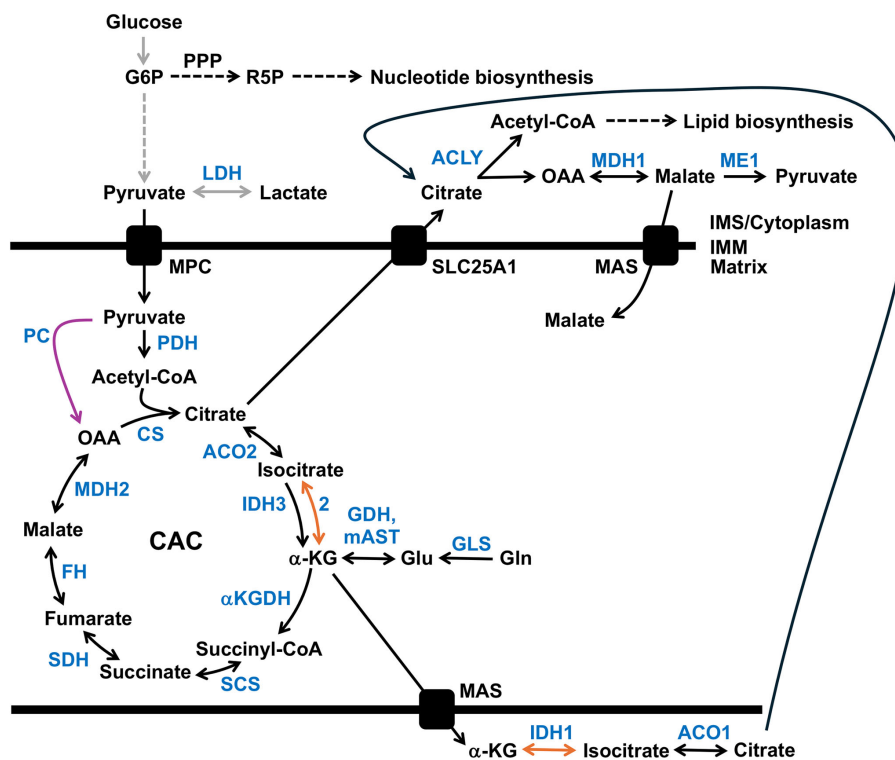 Glucose
G6P
PPP
R5P
Nucleotide biosynthesis
Acetyl-CoA
Lipid biosynthesis
ACLY
LDH
Pyruvate
Lactate
Citrate
OAA
MDH1
Malate
ME1
Pyruvate
IMS/Cytoplasm
IMM
Matrix
MPC
SLC25A1
MAS
Pyruvate
Malate
PC
PDH
Acetyl-CoA
Citrate
OAA
CS
ACO2
Isocitrate
MDH2
IDH3
2
GDH,
mAST
Malate
CAC
α-KG
Glu
GLS
Gln
FH
αKGDH
Fumarate
Succinyl-CoA
SDH
Succinate
SCS
MAS
α-KG
IDH1
Isocitrate
ACO1
Citrate